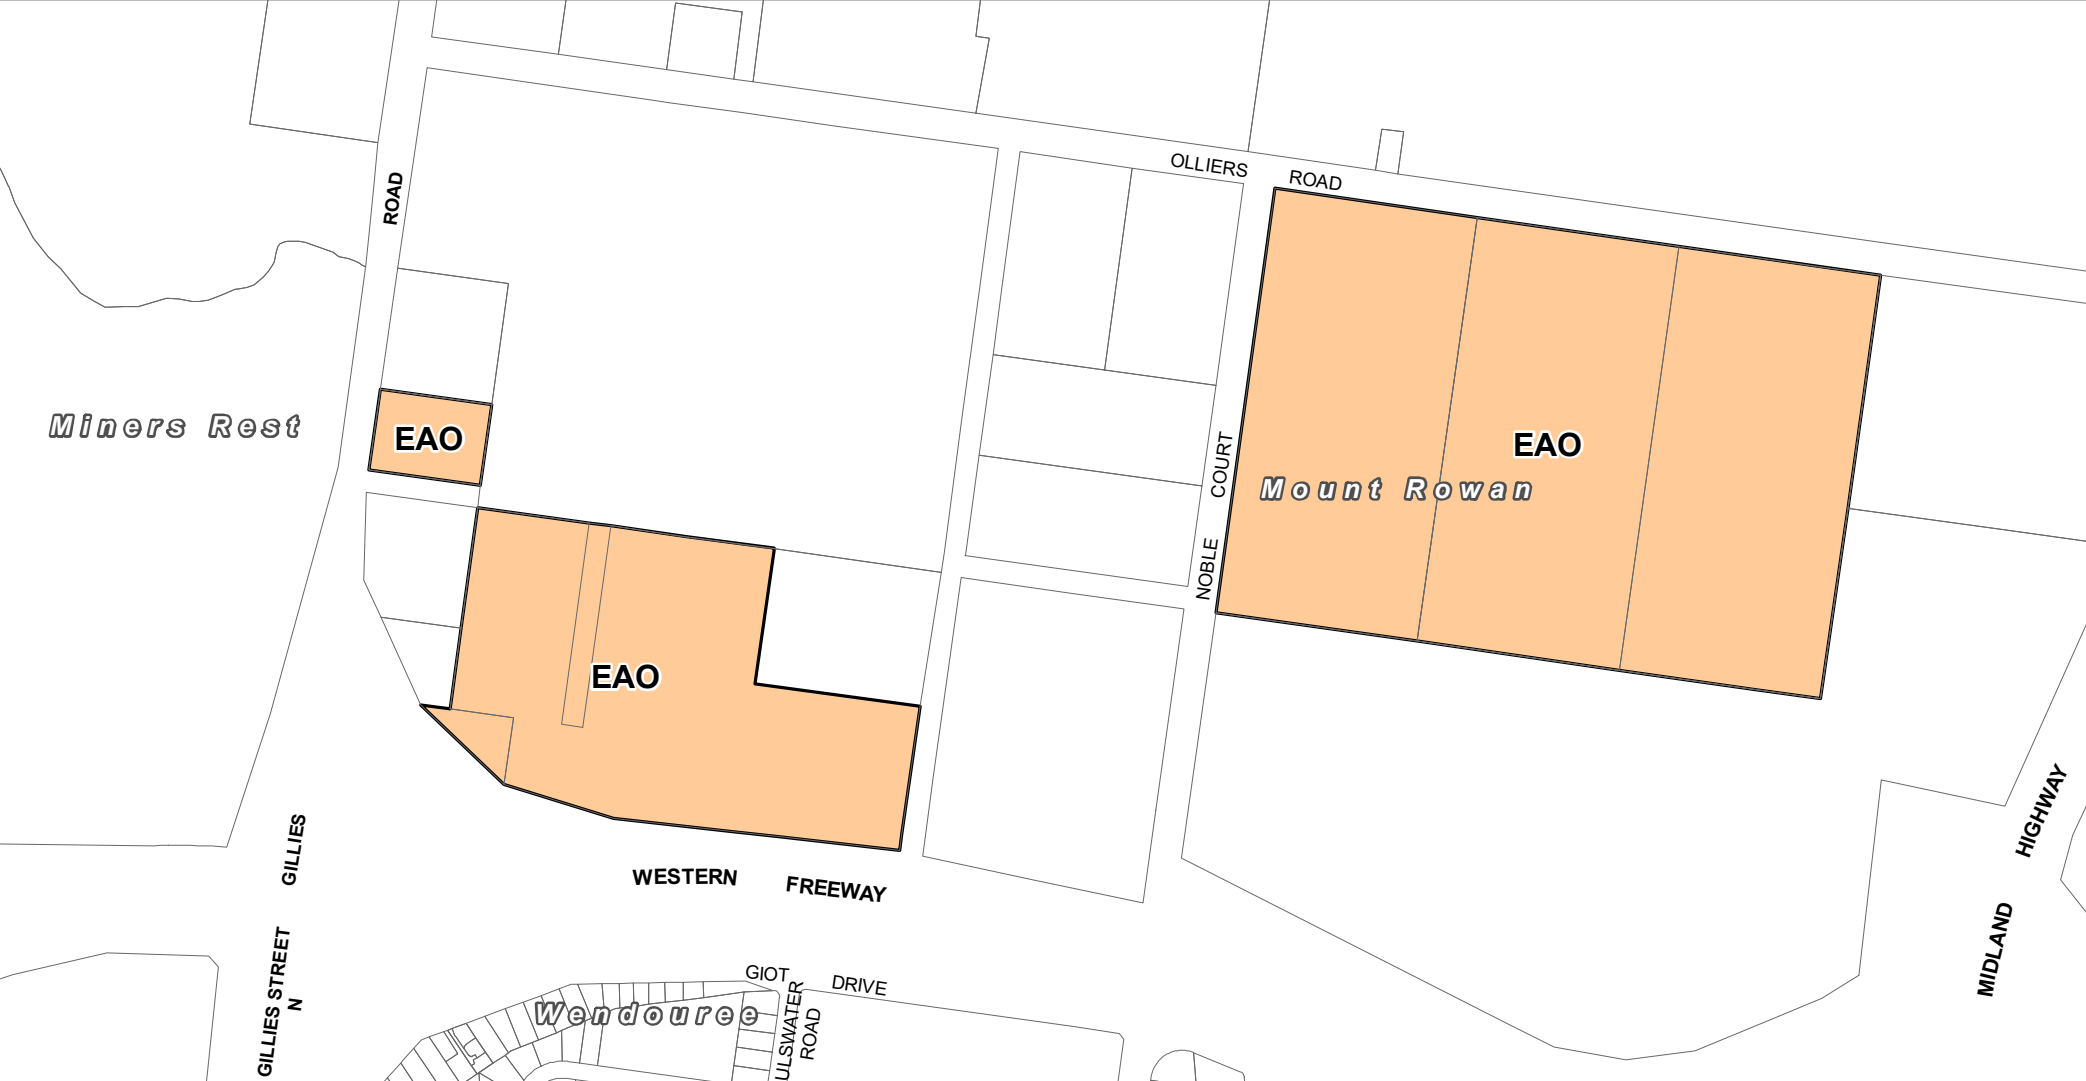 OLLIERS ROAD
ROAD
Miners Rest
EAO
EAO
COURT
Mount Rowan
NOBLE
EAO
HIGHWAY
GILLIES
WESTERN FREEWAY
MIDLAND
GILLIES STREET
N
GIOT DRIVE
Wendouree
ULSWATER
ROAD